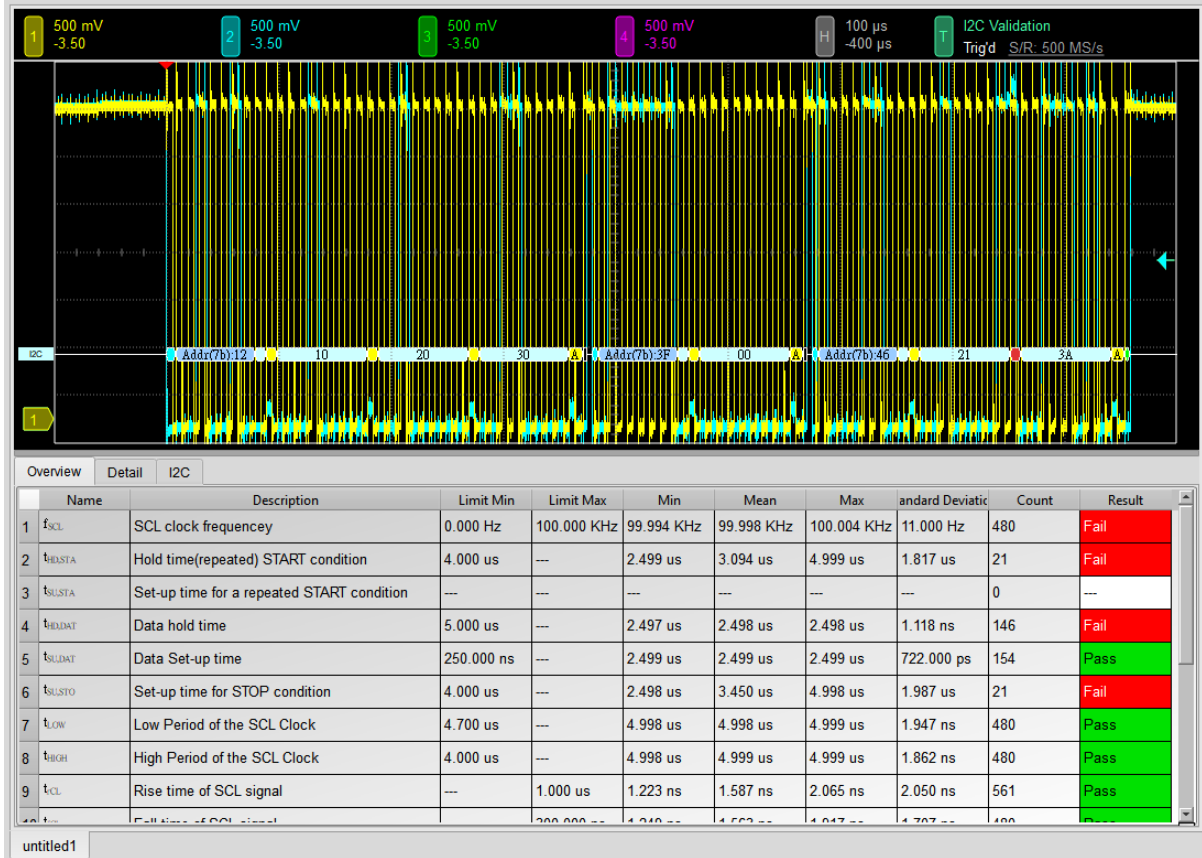 1 500 mV -3.50 2 500 mV -3.50 3 500 mV -3.50 4 500 mV -3.50 H 100 µs -400 µs T I2C Validation Trig'd S/R: 500 MS/s
I2C Addr(7b):12 10 20 30 A Addr(7b):3F 00 A Addr(7b):46 21 3A A
1
Overview Detail I2C
Name Description Limit Min Limit Max Min Mean Max andard Deviatic Count Result
1 fSCL SCL clock frequencey 0.000 Hz 100.000 KHz 99.994 KHz 99.998 KHz 100.004 KHz 11.000 Hz 480 Fail
2 tHD,STA Hold time(repeated) START condition 4.000 us --- 2.499 us 3.094 us 4.999 us 1.817 us 21 Fail
3 tSU,STA Set-up time for a repeated START condition --- --- --- --- --- --- 0 ---
4 tHD,DAT Data hold time 5.000 us --- 2.497 us 2.498 us 2.498 us 1.118 ns 146 Fail
5 tSU,DAT Data Set-up time 250.000 ns --- 2.499 us 2.499 us 2.499 us 722.000 ps 154 Pass
6 tSU,STO Set-up time for STOP condition 4.000 us --- 2.498 us 3.450 us 4.998 us 1.987 us 21 Fail
7 tLOW Low Period of the SCL Clock 4.700 us --- 4.998 us 4.998 us 4.999 us 1.947 ns 480 Pass
8 tHIGH High Period of the SCL Clock 4.000 us --- 4.998 us 4.999 us 4.999 us 1.862 ns 480 Pass
9 trCL Rise time of SCL signal --- 1.000 us 1.223 ns 1.587 ns 2.065 ns 2.050 ns 561 Pass
untitled1